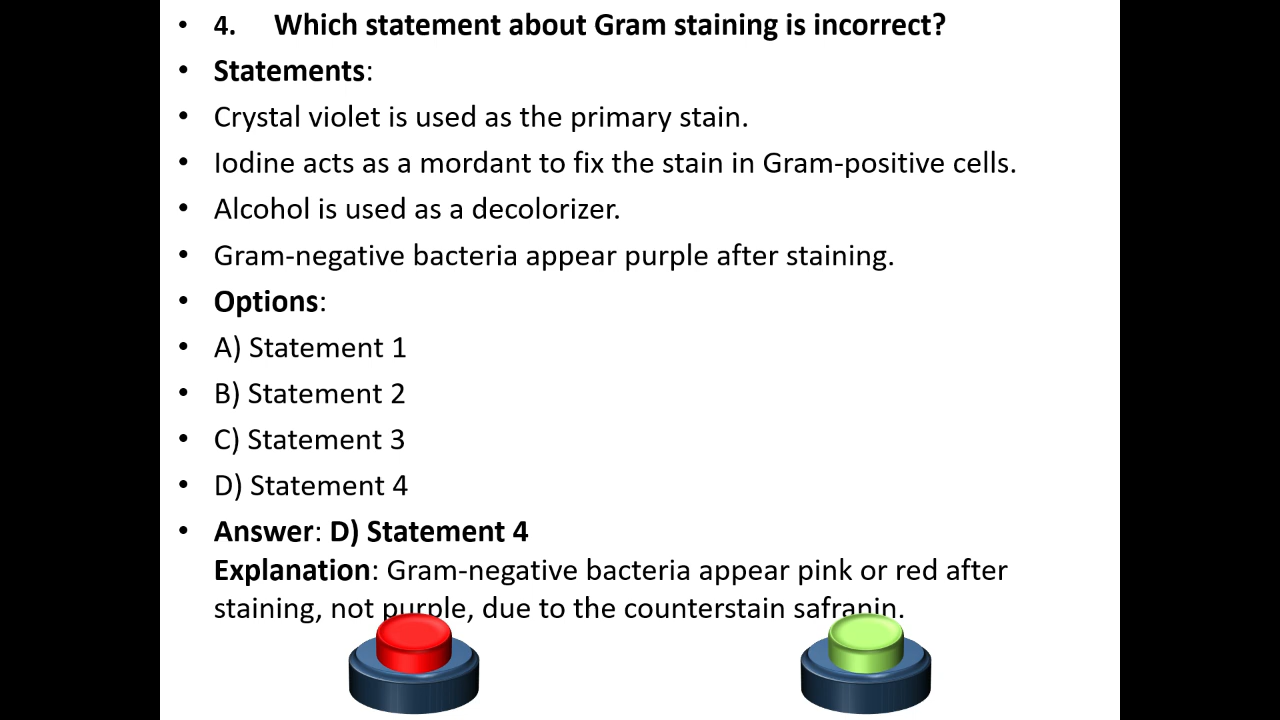 • 4. Which statement about Gram staining is incorrect?
• Statements:
• Crystal violet is used as the primary stain.
• Iodine acts as a mordant to fix the stain in Gram-positive cells.
• Alcohol is used as a decolorizer.
• Gram-negative bacteria appear purple after staining.
• Options:
• A) Statement 1
• B) Statement 2
• C) Statement 3
• D) Statement 4
• Answer: D) Statement 4
Explanation: Gram-negative bacteria appear pink or red after
staining, not purple, due to the counterstain safranin.